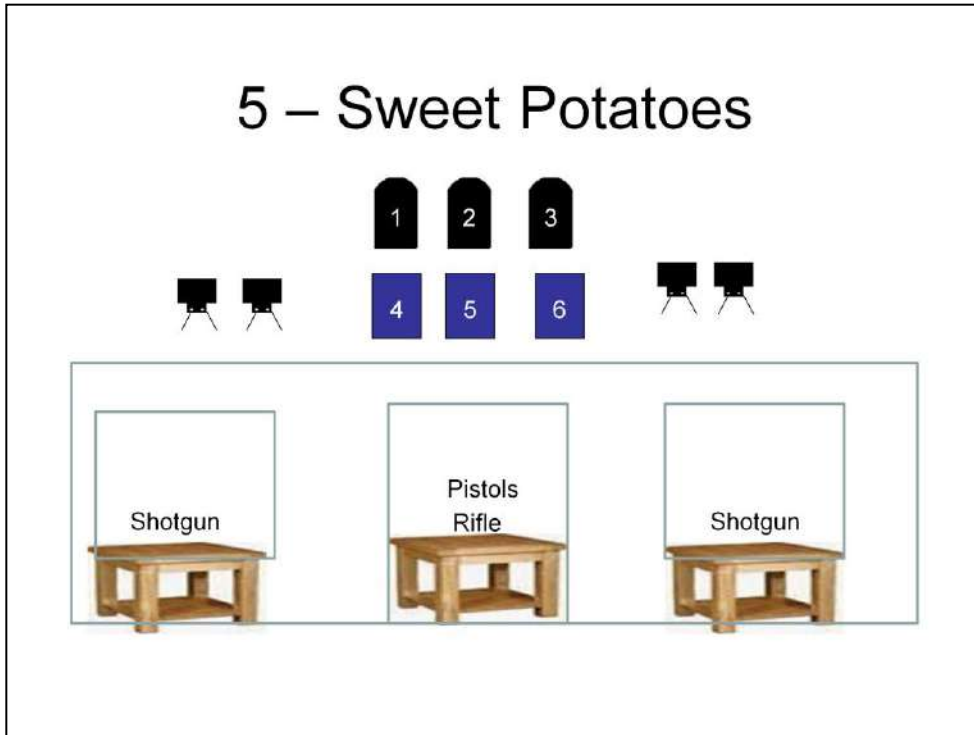 5 – Sweet Potatoes
1 2 3
4 5 6
Pistols
Shotgun Rifle Shotgun